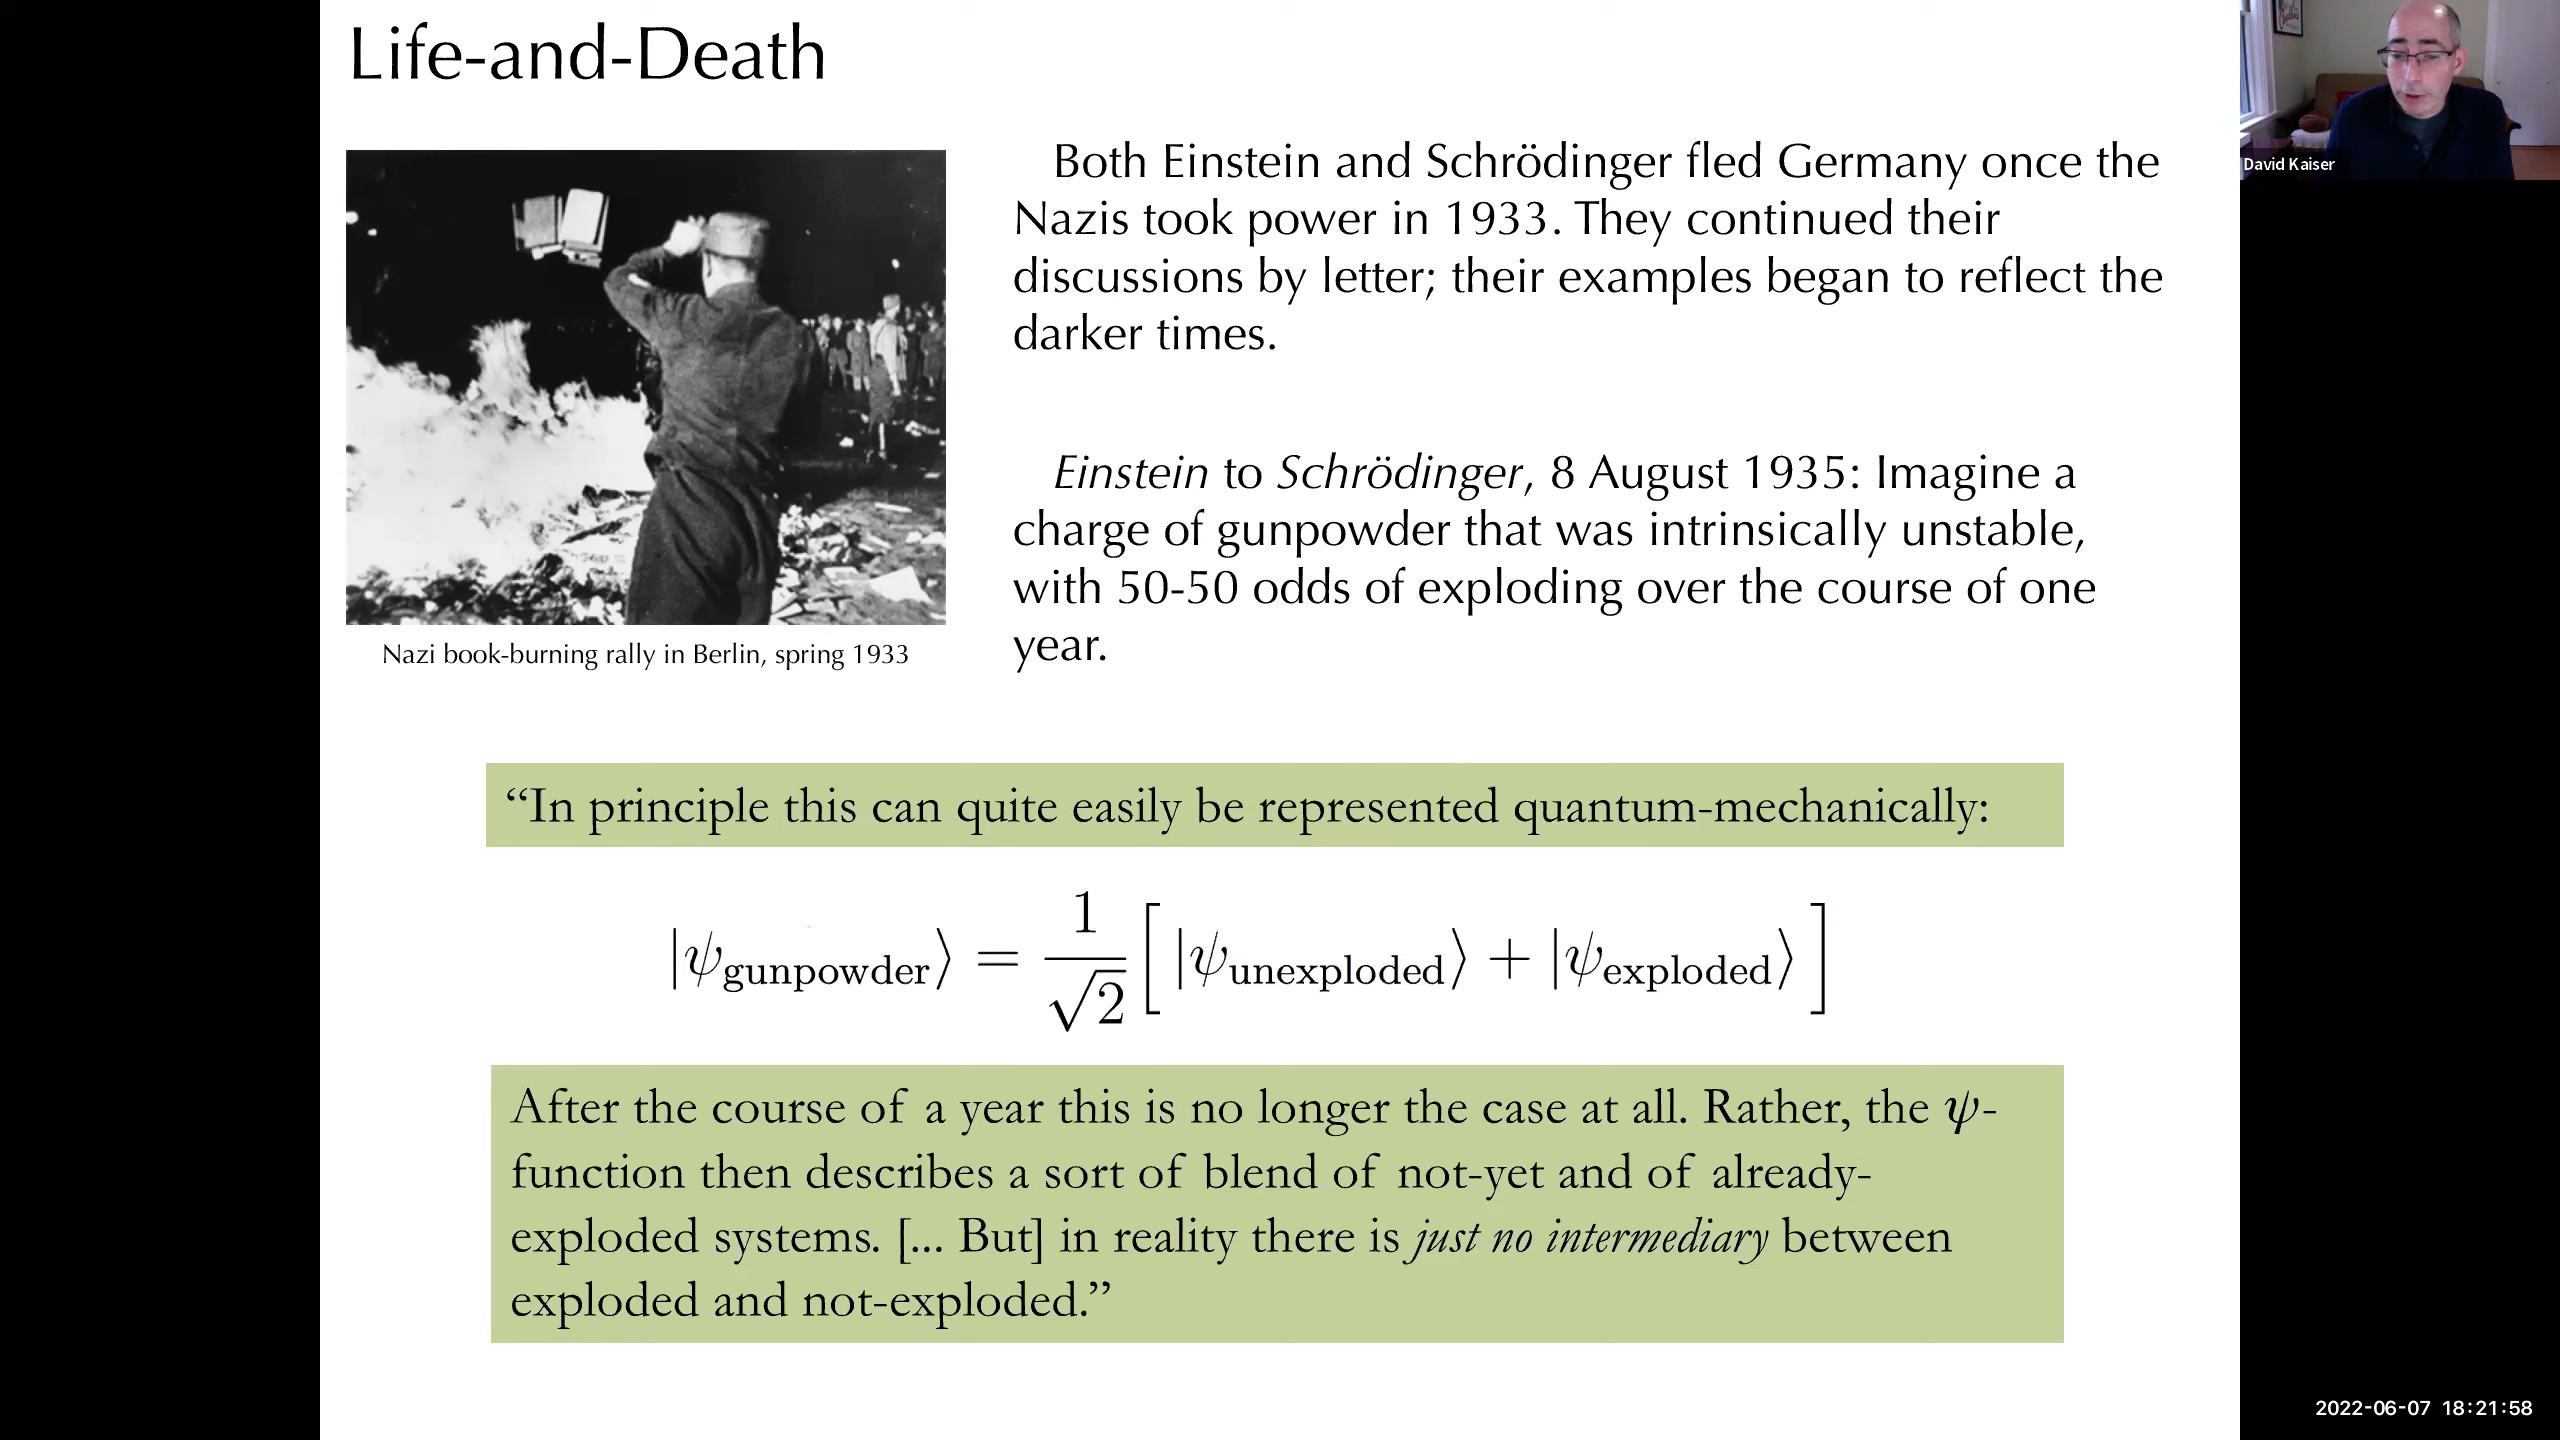 Life-and-Death
David Kaiser
Both Einstein and Schrödinger fled Germany once the
Nazis took power in 1933. They continued their
discussions by letter; their examples began to reflect the
darker times.
Einstein to Schrödinger, 8 August 1935: Imagine a
charge of gunpowder that was intrinsically unstable,
with 50-50 odds of exploding over the course of one
year.
Nazi book-burning rally in Berlin, spring 1933
“In principle this can quite easily be represented quantum-mechanically:
|ψgunpowder⟩ = 1/√2 [ |ψunexploded⟩ + |ψexploded⟩ ]
After the course of a year this is no longer the case at all. Rather, the ψ-
function then describes a sort of blend of not-yet and of already-
exploded systems. [... But] in reality there is just no intermediary between
exploded and not-exploded.”
2022-06-07 18:21:58